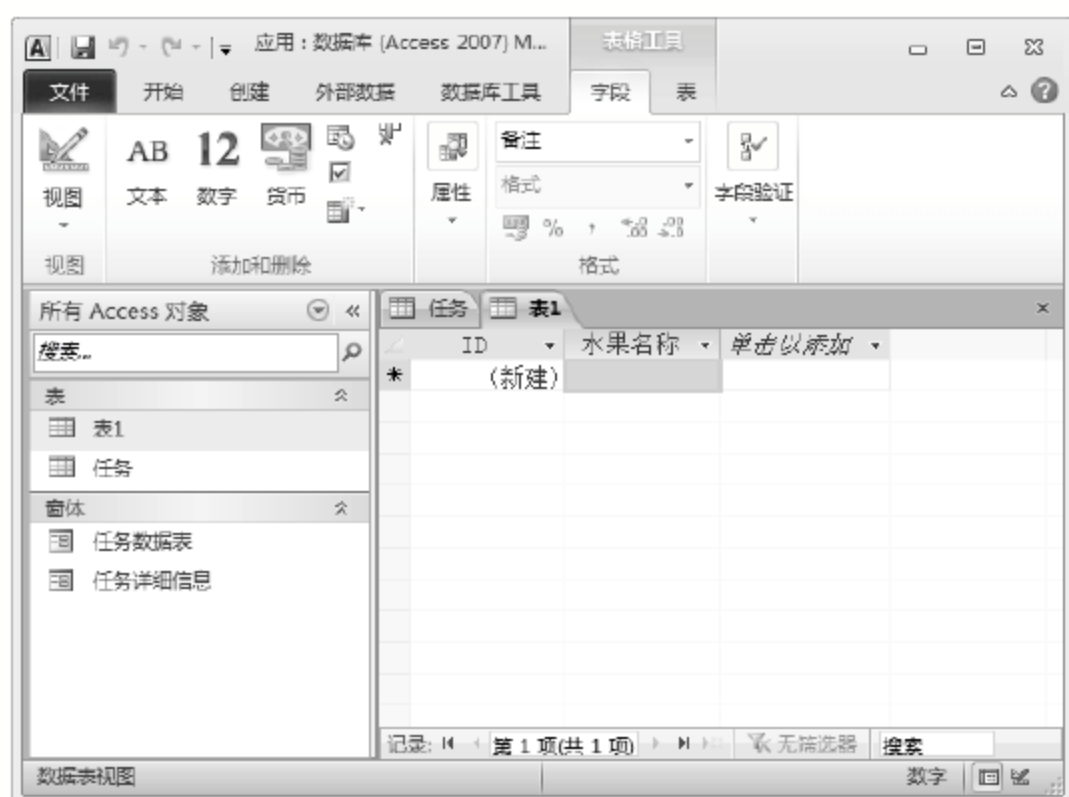 应用：数据库 (Access 2007) M... 表格工具
文件 开始 创建 外部数据 数据库工具 字段 表
AB 12 备注
视图 文本 数字 货币 属性 格式 字段验证
%
视图 添加和删除 格式
所有 Access 对象 任务 表1
搜索... ID 水果名称 单击以添加
(新建)
表
表1
任务
窗体
任务数据表
任务详细信息
记录: 第 1 项(共 1 项) 无筛选器 搜索
数据表视图 数字